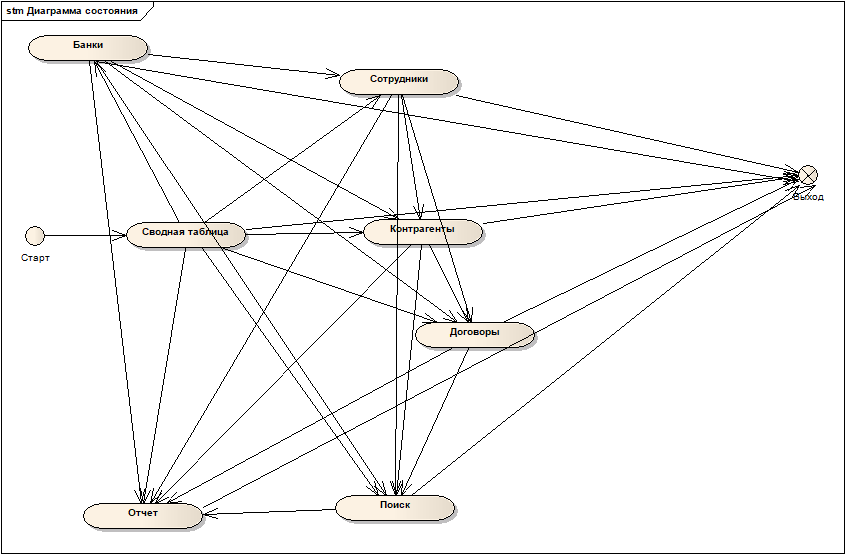 stm Диаграмма состояния
Банки
Сотрудники
Выход
Сводная таблица
Контрагенты
Старт
Договоры
Отчет
Поиск